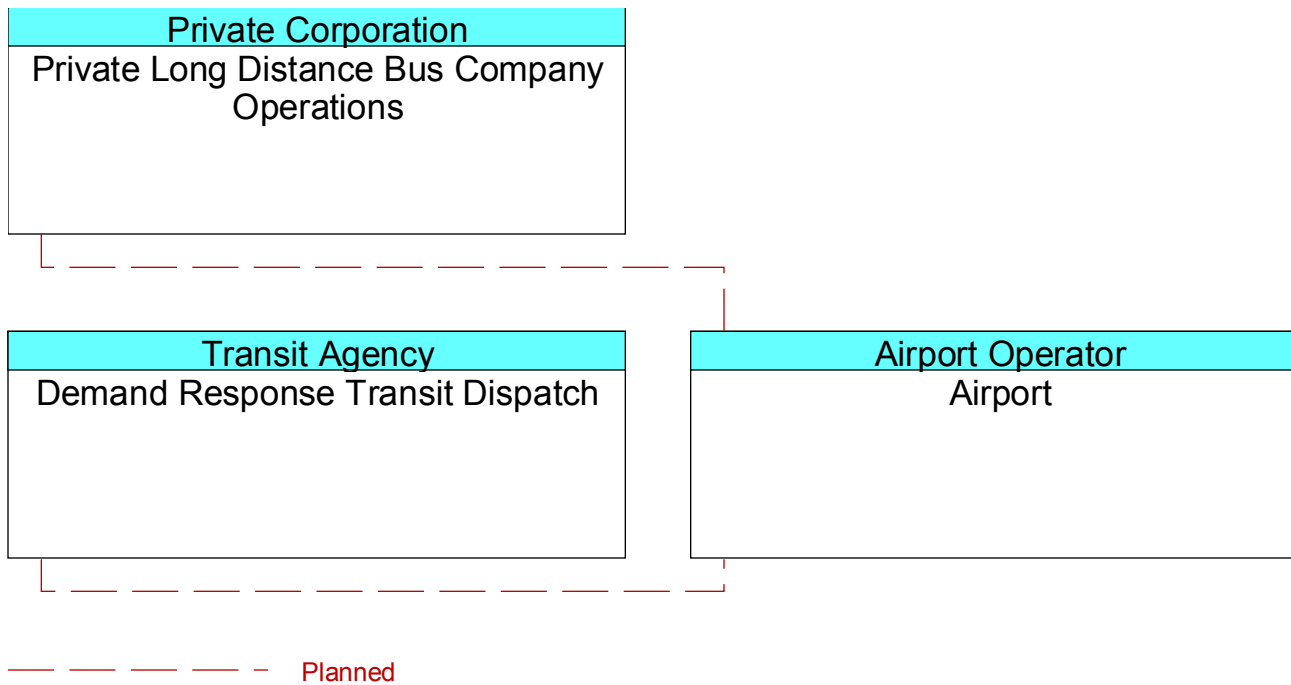 Private Corporation
Private Long Distance Bus Company
Operations
Transit Agency
Demand Response Transit Dispatch
Airport Operator
Airport
Planned